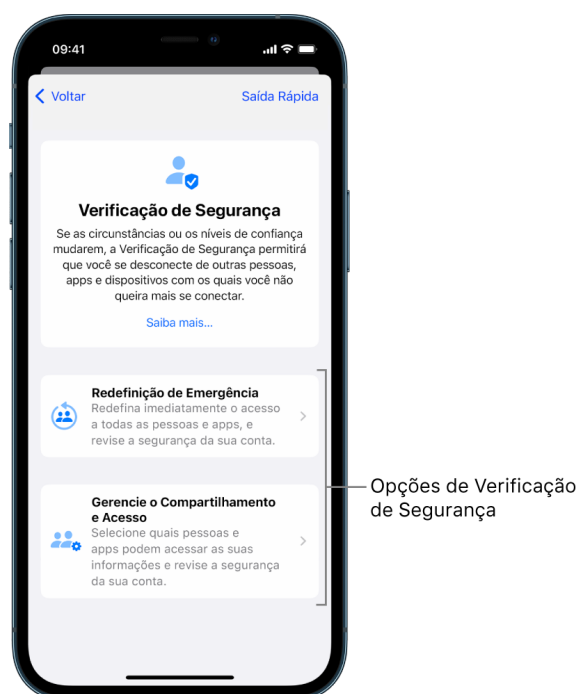 09:41
Voltar
Saída Rápida
Verificação de Segurança
Se as circunstâncias ou os níveis de confiança
mudarem, a Verificação de Segurança permitirá
que você se desconecte de outras pessoas,
apps e dispositivos com os quais você não
queira mais se conectar.
Saiba mais...
Redefinição de Emergência
Redefina imediatamente o acesso
a todas as pessoas e apps, e
revise a segurança da sua conta.
Gerencie o Compartilhamento
e Acesso
Selecione quais pessoas e
apps podem acessar as suas
informações e revise a segurança
da sua conta.
Opções de Verificação
de Segurança